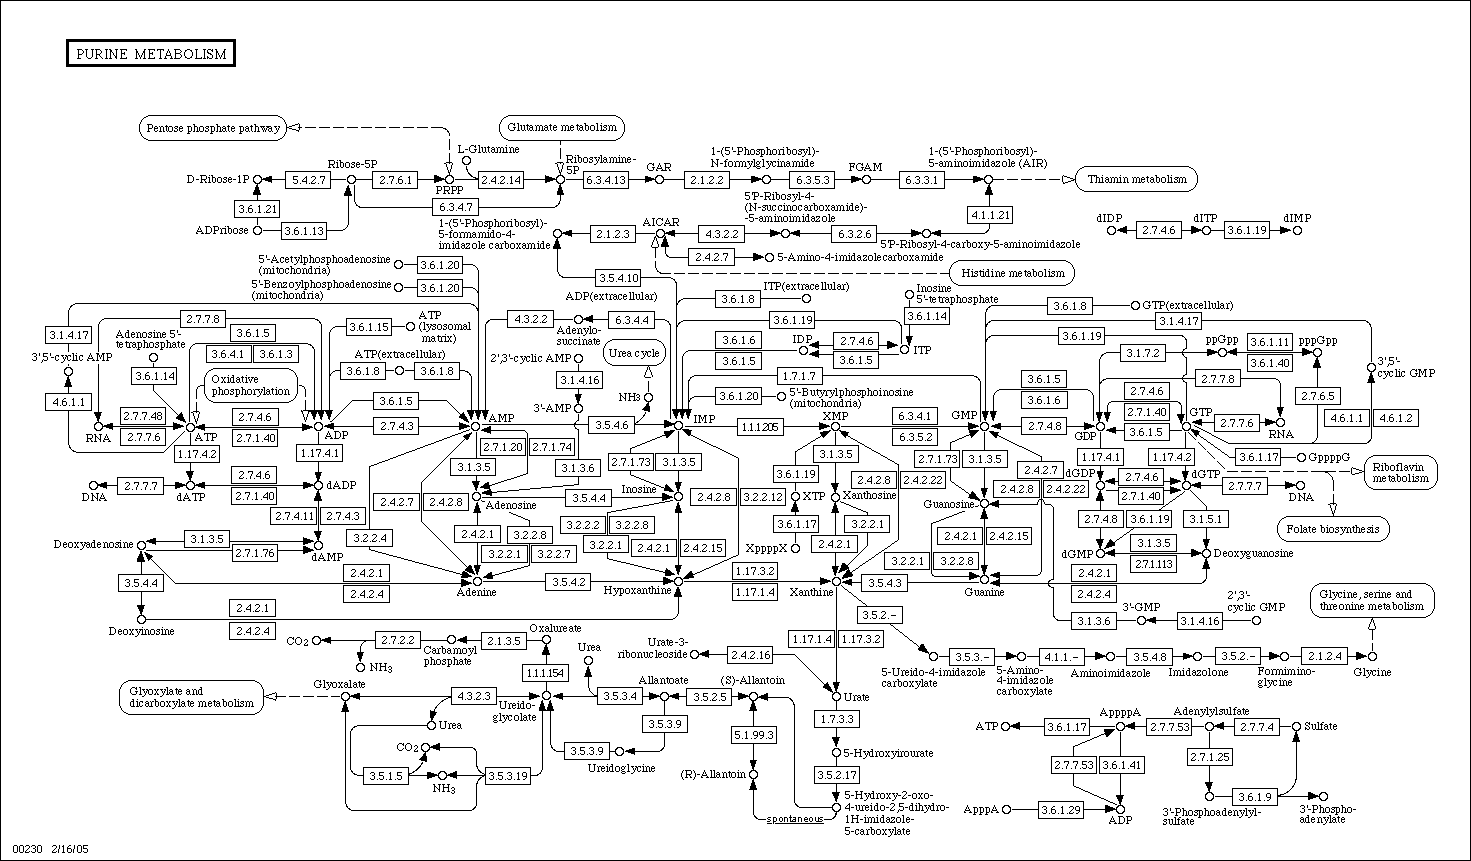 PURINE METABOLISM
Pentose phosphate pathway
Glutamate metabolism
L-Glutamine
Ribose-5P
Ribosylamine-
5P
GAR
1-(5'-Phosphoribosyl)-
N-formylglycinamide
FGAM
1-(5'-Phosphoribosyl)-
5-aminoimidazole (AIR)
D-Ribose-1P
5.4.2.7
2.7.6.1
PRPP
2.4.2.14
6.3.4.13
2.1.2.2
6.3.5.3
6.3.3.1
Thiamin metabolism
6.3.4.7
3.6.1.21
ADPribose
3.6.1.13
1-(5'-Phosphoribosyl)-
5-formamido-4-
imidazole carboxamide
2.1.2.3
AICAR
4.3.2.2
5'P-Ribosyl-4-
(N-succinocarboxamide)-
-5-aminoimidazole
6.3.2.6
4.1.1.21
5'P-Ribosyl-4-carboxy-5-aminoimidazole
2.4.2.7
5-Amino-4-imidazolecarboxamide
dIDP
2.7.4.6
dITP
3.6.1.19
dIMP
Histidine metabolism
5'-Acetylphosphoadenosine
(mitochondria)
3.6.1.20
5'-Benzoylphosphoadenosine
(mitochondria)
3.6.1.20
3.5.4.10
ADP(extracellular)
ITP(extracellular)
3.6.1.8
Inosine
5'-tetraphosphate
3.6.1.14
3.6.1.8
GTP(extracellular)
3.1.4.17
3.1.4.17
Adenosine 5'-
tetraphosphate
2.7.7.8
3.6.1.5
3.6.1.15
ATP
(lysosomal
matrix)
4.3.2.2
6.3.4.4
Adenylo-
succinate
3.6.1.19
3.6.1.6
IDP
2.7.4.6
3.6.1.5
3.6.1.5
ITP
3.6.1.19
ppGpp
3.6.1.11
pppGpp
3.1.7.2
3.6.1.40
3',5'-cyclic AMP
3.6.4.1
3.6.1.3
ATP(extracellular)
3.6.1.8
3.6.1.8
2',3'-cyclic AMP
Urea cycle
3.1.4.16
NH3
1.7.1.7
3.6.1.20
5'-Butyrylphosphoinosine
(mitochondria)
3.6.1.5
3.6.1.6
2.7.7.8
2.7.4.6
2.7.6.5
3',5'-
cyclic GMP
3.6.1.14
Oxidative
phosphorylation
3.6.1.5
4.6.1.1
2.7.7.48
2.7.7.6
RNA
ATP
2.7.4.6
2.7.1.40
ADP
2.7.4.3
AMP
3'-AMP
3.5.4.6
IMP
1.1.1.205
XMP
6.3.4.1
6.3.5.2
GMP
2.7.4.8
GDP
2.7.1.40
3.6.1.5
GTP
2.7.7.6
RNA
4.6.1.1
4.6.1.2
1.17.4.2
1.17.4.1
2.7.1.20
2.7.1.74
3.1.3.5
3.1.3.6
2.7.1.73
3.1.3.5
3.1.3.5
3.6.1.19
2.4.2.8
2.4.2.22
2.7.1.73
3.1.3.5
2.4.2.7
2.4.2.8
2.4.2.22
1.17.4.1
1.17.4.2
3.6.1.17
GppppG
Riboflavin
metabolism
DNA
2.7.7.7
dATP
2.7.4.6
2.7.1.40
dADP
2.4.2.7
2.4.2.8
Adenosine
3.5.4.4
Inosine
2.4.2.8
3.2.2.12
XTP
Xanthosine
Guanosine
dGDP
2.7.4.6
2.7.1.40
dGTP
2.7.7.7
DNA
2.7.4.11
2.7.4.3
3.2.2.4
2.4.2.1
3.2.2.8
3.2.2.1
3.2.2.7
3.2.2.2
3.2.2.8
3.2.2.1
2.4.2.1
2.4.2.15
3.6.1.17
XppppX
3.2.2.1
2.4.2.1
2.4.2.1
2.4.2.15
3.2.2.1
3.2.2.8
2.7.4.8
3.6.1.19
3.1.5.1
Folate biosynthesis
Deoxyadenosine
3.1.3.5
2.7.1.76
dAMP
dGMP
3.1.3.5
2.7.1.113
Deoxyguanosine
3.5.4.4
2.4.2.1
2.4.2.4
Adenine
3.5.4.2
Hypoxanthine
1.17.3.2
1.17.1.4
Xanthine
3.5.4.3
Guanine
2.4.2.1
2.4.2.4
Deoxyinosine
2.4.2.1
2.4.2.4
3.5.2.-
3.1.3.6
3'-GMP
3.1.4.16
2',3'-
cyclic GMP
Glycine, serine and
threonine metabolism
CO2
2.7.2.2
Carbamoyl
phosphate
2.1.3.5
Oxalureate
NH3
Urea
Urate-3-
ribonucleoside
2.4.2.16
1.17.1.4
1.17.3.2
5-Ureido-4-imidazole
carboxylate
3.5.3.-
5-Amino-
4-imidazole
carboxylate
4.1.1.-
Aminoimidazole
3.5.4.8
Imidazolone
3.5.2.-
Formimino-
glycine
2.1.2.4
Glycine
1.1.1.154
Glyoxylate and
dicarboxylate metabolism
Glyoxalate
4.3.2.3
Ureido-
glycolate
3.5.3.4
Allantoate
3.5.2.5
(S)-Allantoin
Urate
3.5.3.9
1.7.3.3
Urea
3.5.3.9
Ureidoglycine
5.1.99.3
(R)-Allantoin
5-Hydroxyirourate
3.5.2.17
CO2
3.5.1.5
NH3
3.5.3.19
5-Hydroxy-2-oxo-
4-ureido-2,5-dihydro-
1H-imidazole-
5-carboxylate
spontaneous
ATP
3.6.1.17
AppppA
2.7.7.53
Adenylylsulfate
2.7.7.4
Sulfate
2.7.7.53
3.6.1.41
2.7.1.25
ApppA
3.6.1.29
ADP
3'-Phosphoadenylyl-
sulfate
3.6.1.9
3'-Phospho-
adenylate
00230 2/16/05